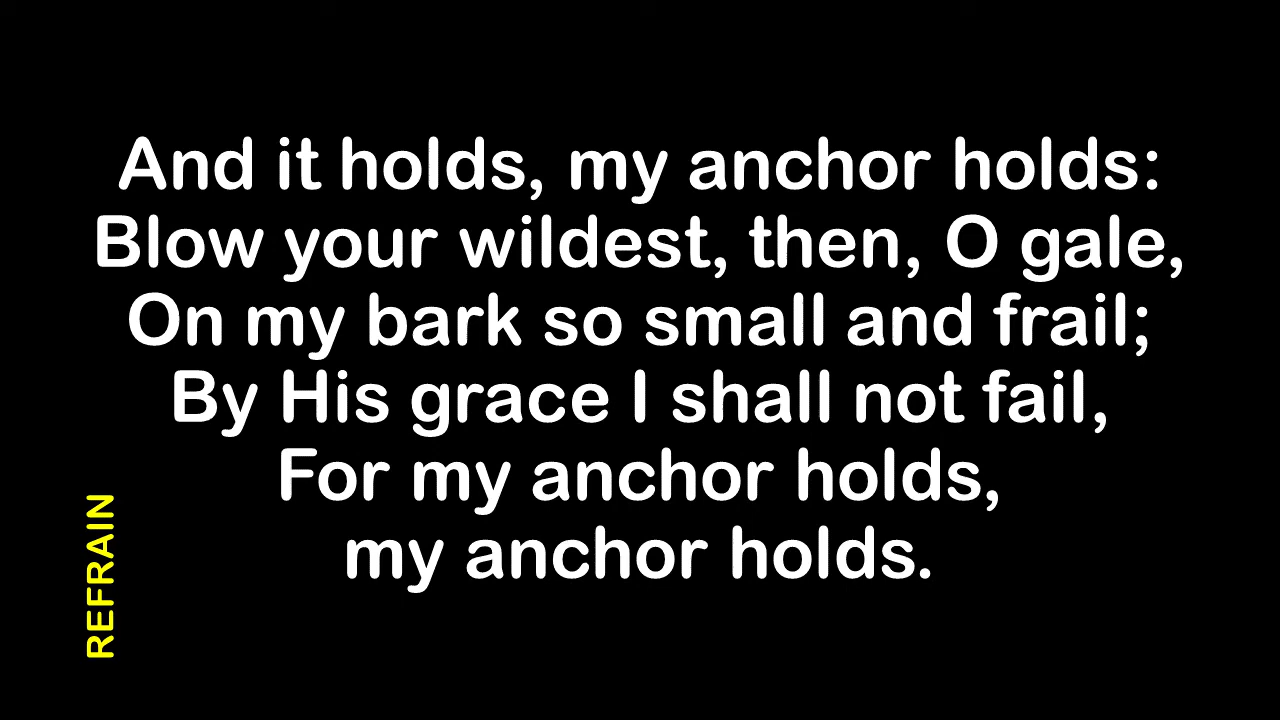 And it holds, my anchor holds:
Blow your wildest, then, O gale,
On my bark so small and frail;
By His grace I shall not fail,
For my anchor holds,
my anchor holds.
REFRAIN